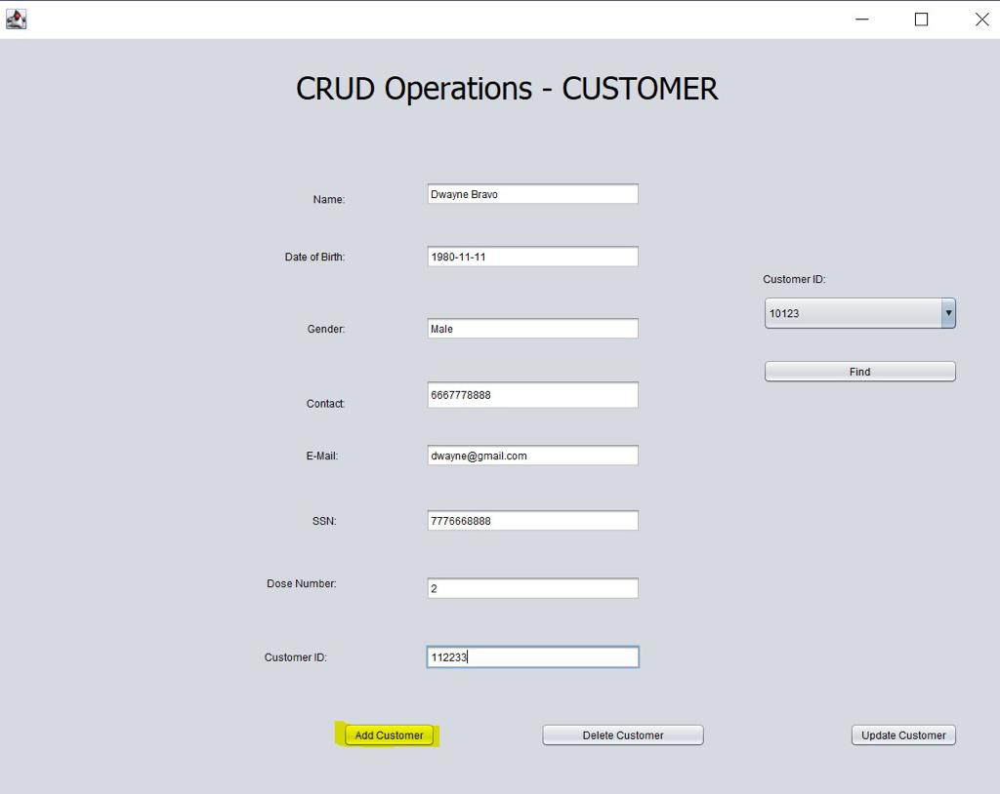 CRUD Operations - CUSTOMER
Name: Dwayne Bravo
Date of Birth: 1980-11-11
Customer ID:
10123
Gender: Male
Find
Contact: 6667778888
E-Mail: dwayne@gmail.com
SSN: 7776668888
Dose Number: 2
Customer ID: 112233
Add Customer Delete Customer Update Customer